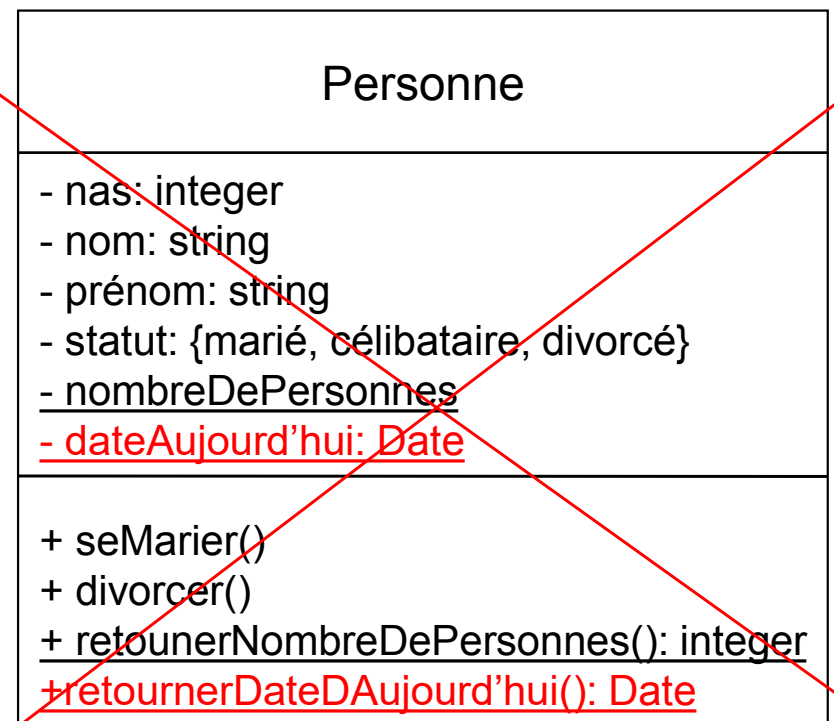 Personne
- nas: integer
- nom: string
- prénom: string
- statut: {marié, célibataire, divorcé}
- nombreDePersonnes
- dateAujourd’hui: Date
+ seMarier()
+ divorcer()
+ retounerNombreDePersonnes(): integer
+retournerDateDAujourd’hui(): Date